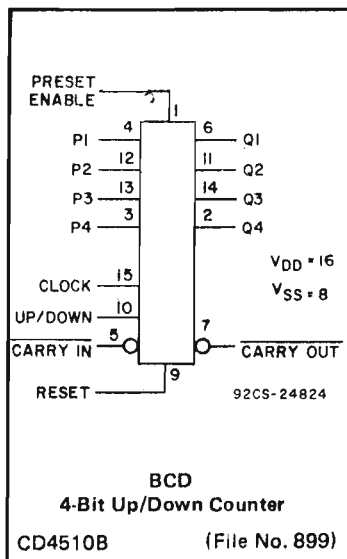 PRESET
ENABLE
1
P1 4 6 Q1
P2 12 11 Q2
P3 13 14 Q3
P4 3 2 Q4
VDD = 16
VSS = 8
CLOCK 15
UP/DOWN 10
CARRY IN 5 7 CARRY OUT
RESET 9
92CS-24824
BCD
4-Bit Up/Down Counter
CD4510B (File No. 899)